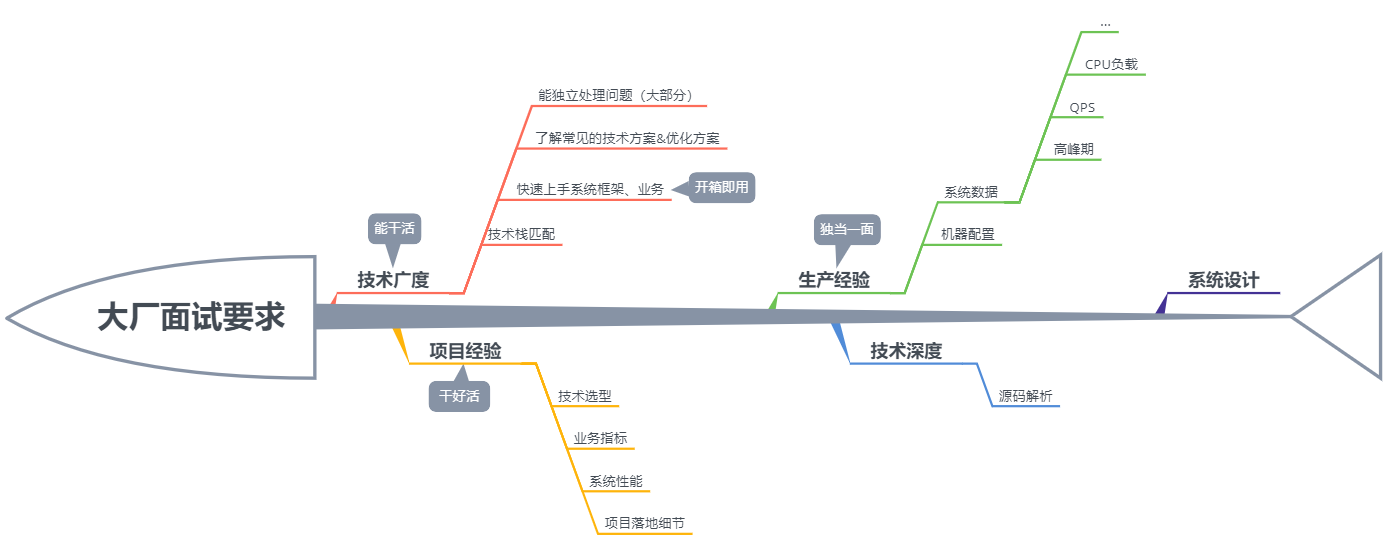 大厂面试要求
能干活
技术广度
能独立处理问题（大部分）
了解常见的技术方案&优化方案
快速上手系统框架、业务
开箱即用
技术栈匹配
项目经验
干好活
技术选型
业务指标
系统性能
项目落地细节
独当一面
生产经验
...
CPU负载
QPS
高峰期
系统数据
机器配置
技术深度
源码解析
系统设计